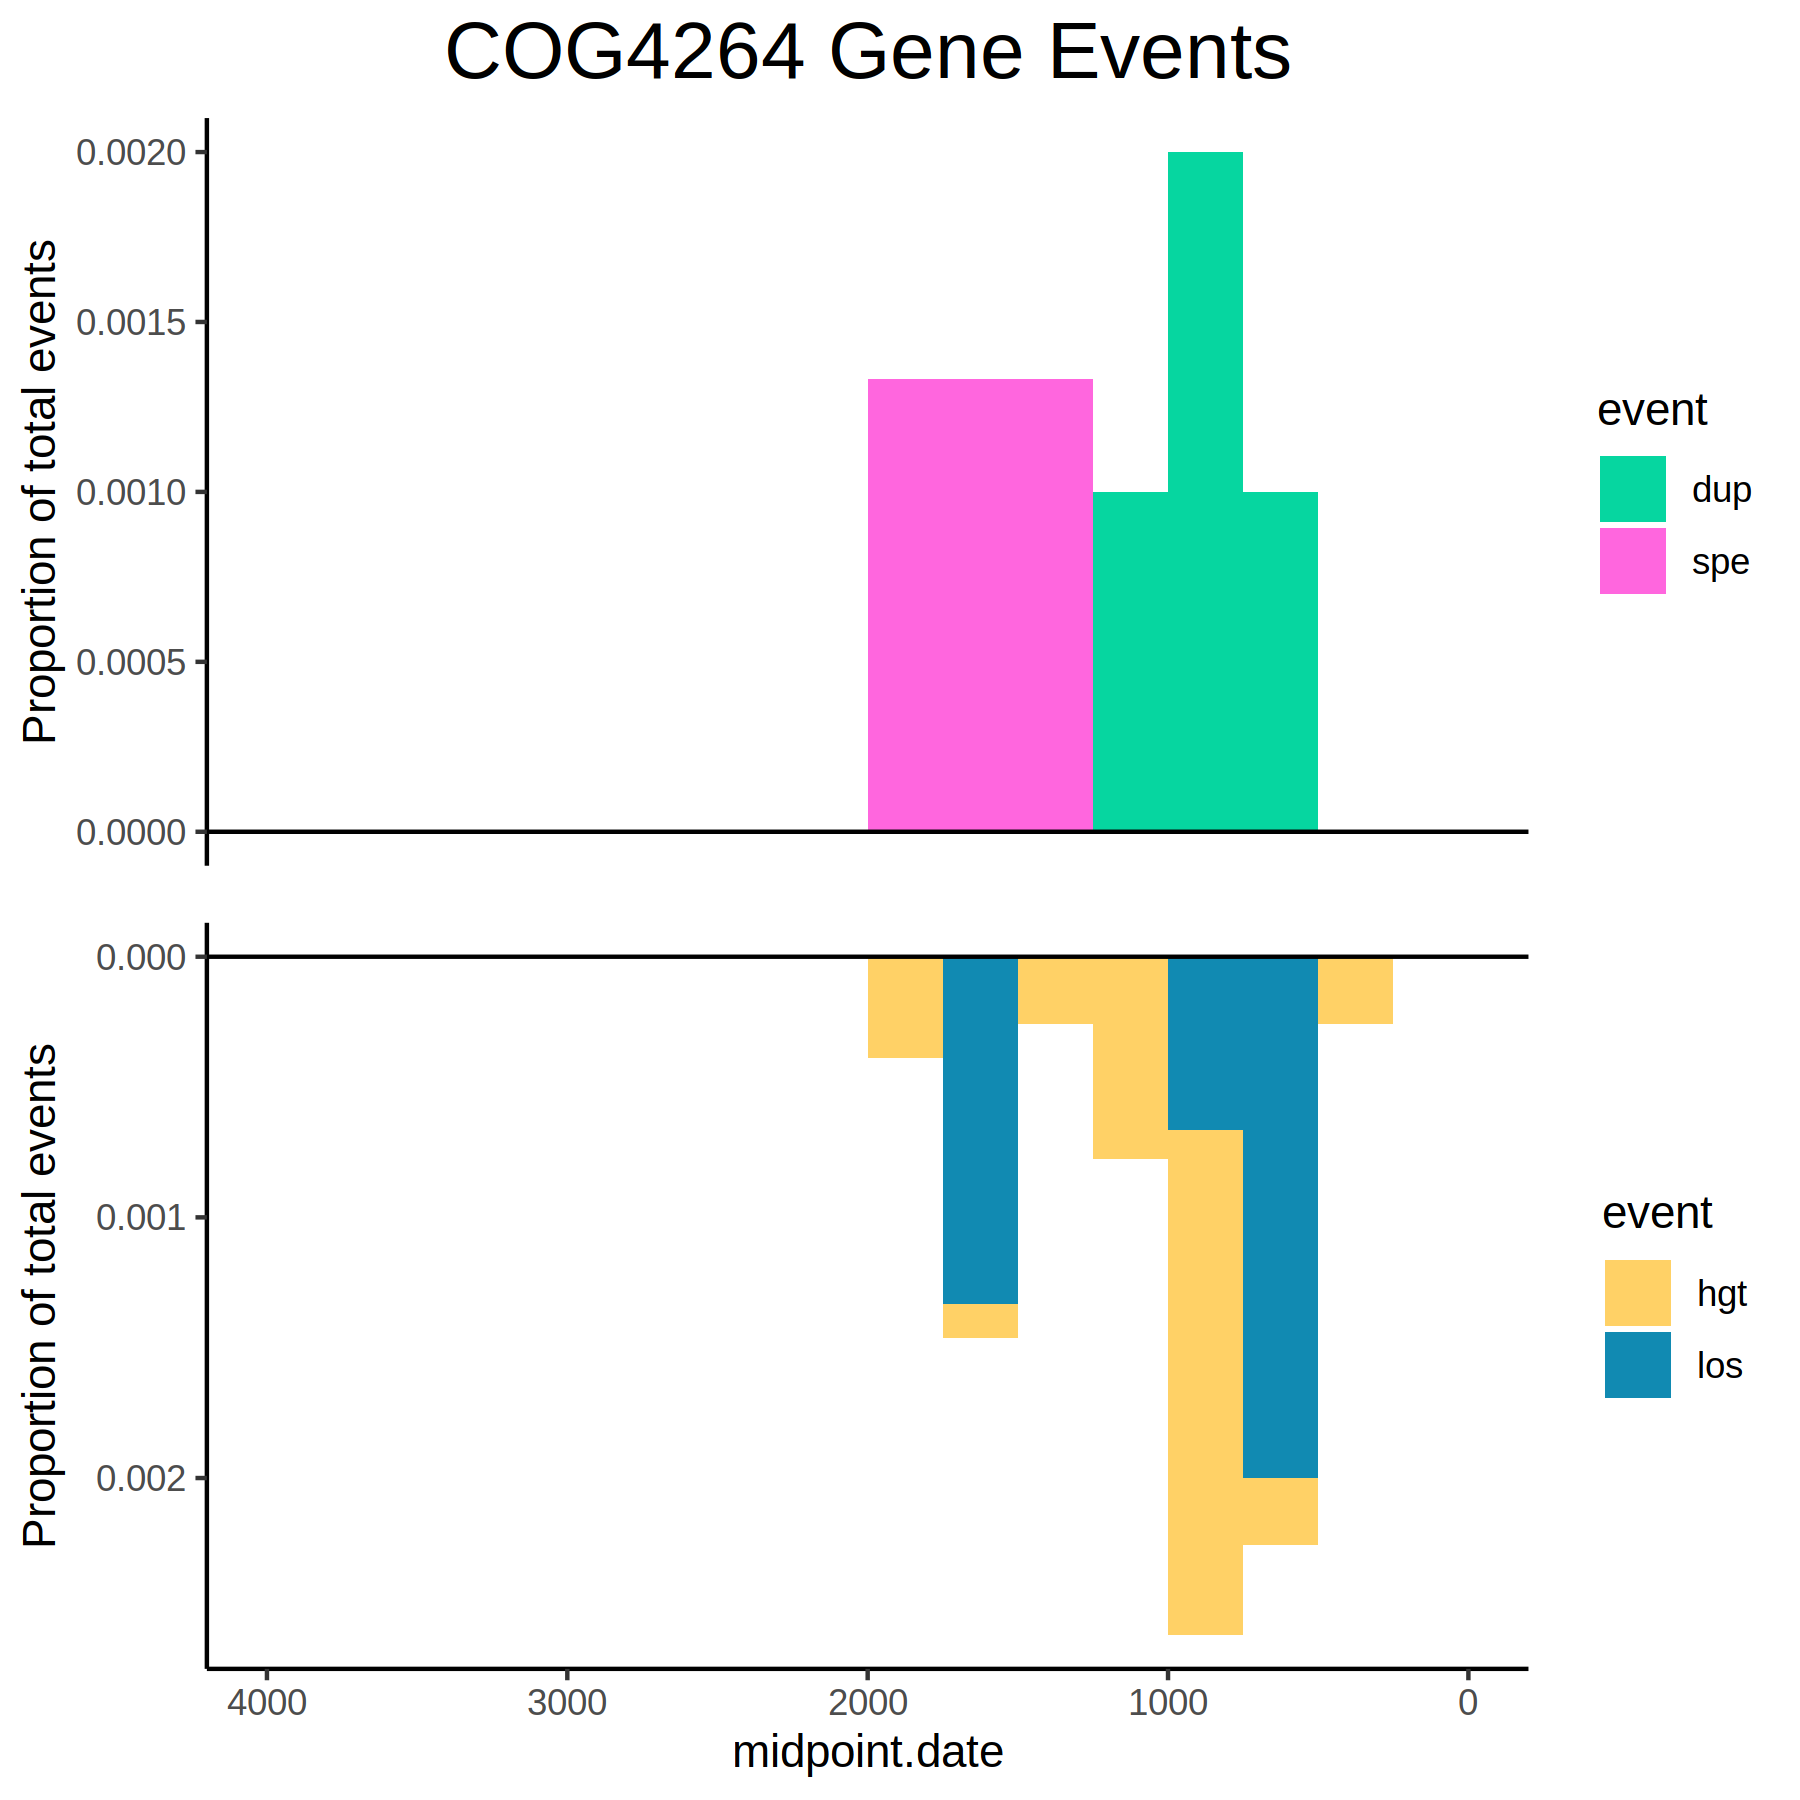 COG4264 Gene Events
Proportion of total events
0.0020
0.0015
0.0010
0.0005
0.0000
event
dup
spe
Proportion of total events
0.000
0.001
0.002
event
hgt
los
4000 3000 2000 1000 0
midpoint.date